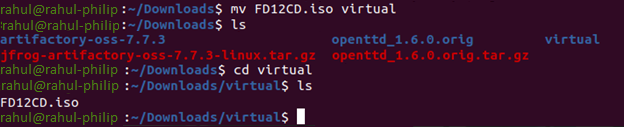 rahul@rahul-philip :~/Downloads$ mv FD12CD.iso virtual
rahul@rahul-philip :~/Downloads$ ls
artifactory-oss-7.7.3 openttd_1.6.0.orig virtual
jfrog-artifactory-oss-7.7.3-linux.tar.gz openttd_1.6.0.orig.tar.gz
rahul@rahul-philip :~/Downloads$ cd virtual
rahul@rahul-philip :~/Downloads/virtual$ ls
FD12CD.iso
rahul@rahul-philip :~/Downloads/virtual$